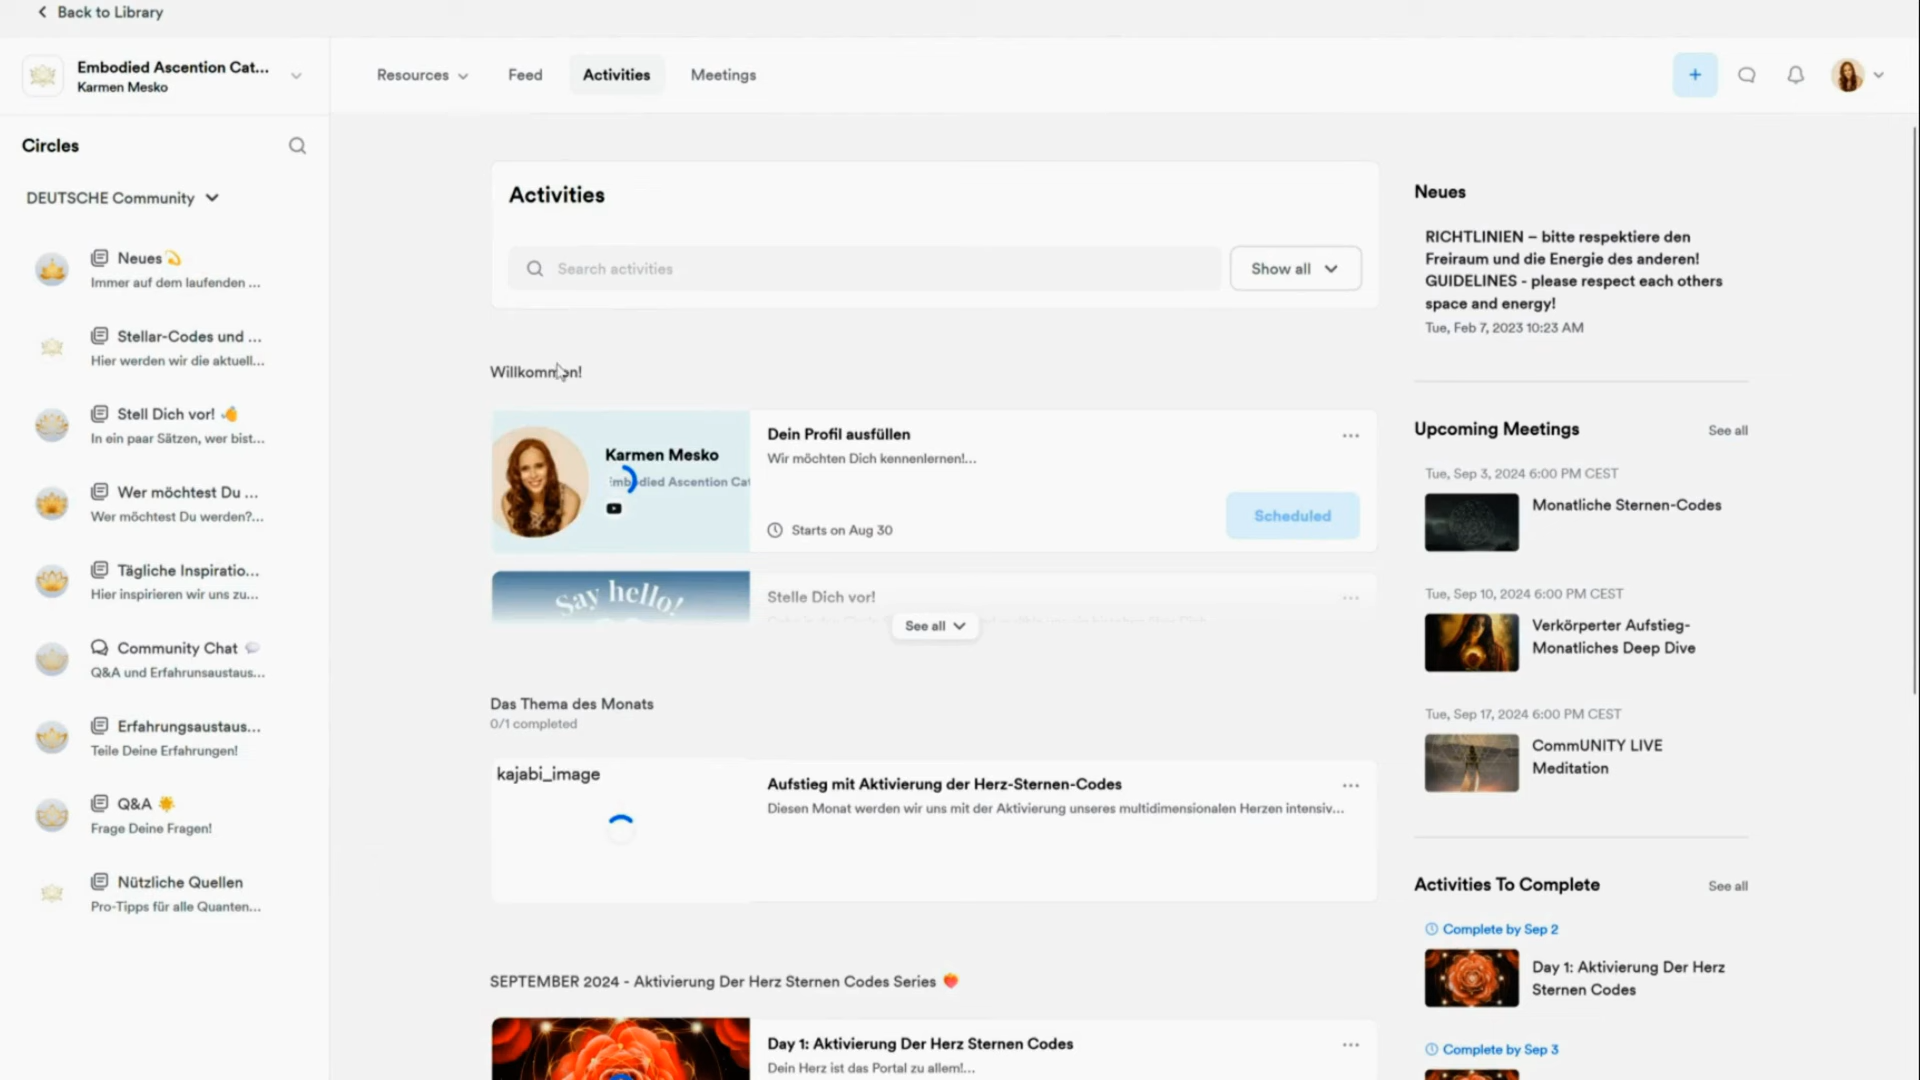 Back to Library
Embodied Ascention Cat...
Karmen Mesko
Resources
Feed
Activities
Meetings
Circles
DEUTSCHE Community
Neues 💫
Immer auf dem laufenden ...
Stellar-Codes und ...
Hier werden wir die aktuell...
Stell Dich vor! 👋
In ein paar Sätzen, wer bist...
Wer möchtest Du ...
Wer möchtest Du werden?...
Tägliche Inspiratio...
Hier inspirieren wir uns zu...
Community Chat 💬
Q&A und Erfahrunsaustaus...
Erfahrungsaustaus...
Teile Deine Erfahrungen!
Q&A ☀️
Frage Deine Fragen!
Nützliche Quellen
Pro-Tipps für alle Quanten...
Activities
Search activities
Show all
Willkommen!
Karmen Mesko
Embodied Ascention Cat
Dein Profil ausfüllen
Wir möchten Dich kennenlernen!...
Starts on Aug 30
Scheduled
Say hello!
Stelle Dich vor!
See all
Das Thema des Monats
0/1 completed
kajabi_image
Aufstieg mit Aktivierung der Herz-Sternen-Codes
Diesen Monat werden wir uns mit der Aktivierung unseres multidimensionalen Herzen intensiv...
SEPTEMBER 2024 - Aktivierung Der Herz Sternen Codes Series ❤️
Day 1: Aktivierung Der Herz Sternen Codes
Dein Herz ist das Portal zu allem!...
Neues
RICHTLINIEN – bitte respektiere den
Freiraum und die Energie des anderen!
GUIDELINES - please respect each others
space and energy!
Tue, Feb 7, 2023 10:23 AM
Upcoming Meetings
See all
Tue, Sep 3, 2024 6:00 PM CEST
Monatliche Sternen-Codes
Tue, Sep 10, 2024 6:00 PM CEST
Verkörperter Aufstieg-
Monatliches Deep Dive
Tue, Sep 17, 2024 6:00 PM CEST
CommUNITY LIVE
Meditation
Activities To Complete
See all
Complete by Sep 2
Day 1: Aktivierung Der Herz
Sternen Codes
Complete by Sep 3